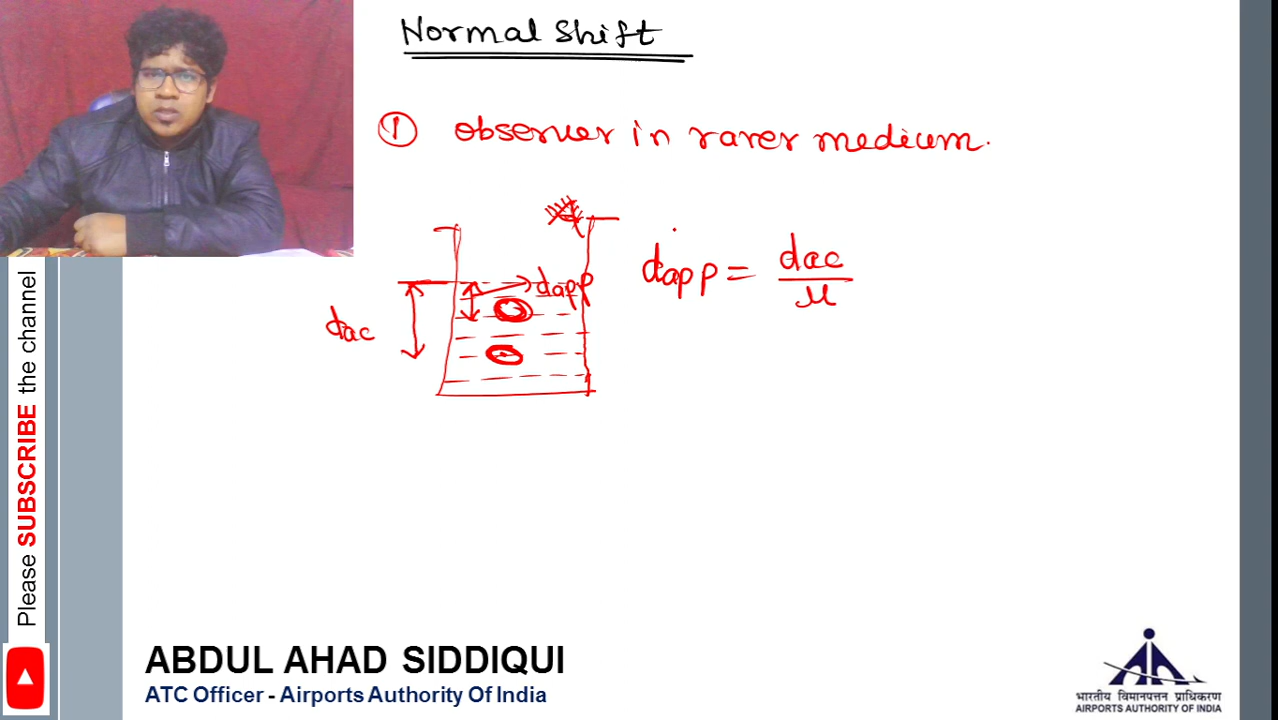 Normal Shift
① observer in rarer medium.
dapp
dac
dapp = dac/μ
Please SUBSCRIBE the channel
ABDUL AHAD SIDDIQUI
ATC Officer - Airports Authority Of India
भारतीय विमानपत्तन प्राधिकरण
AIRPORTS AUTHORITY OF INDIA